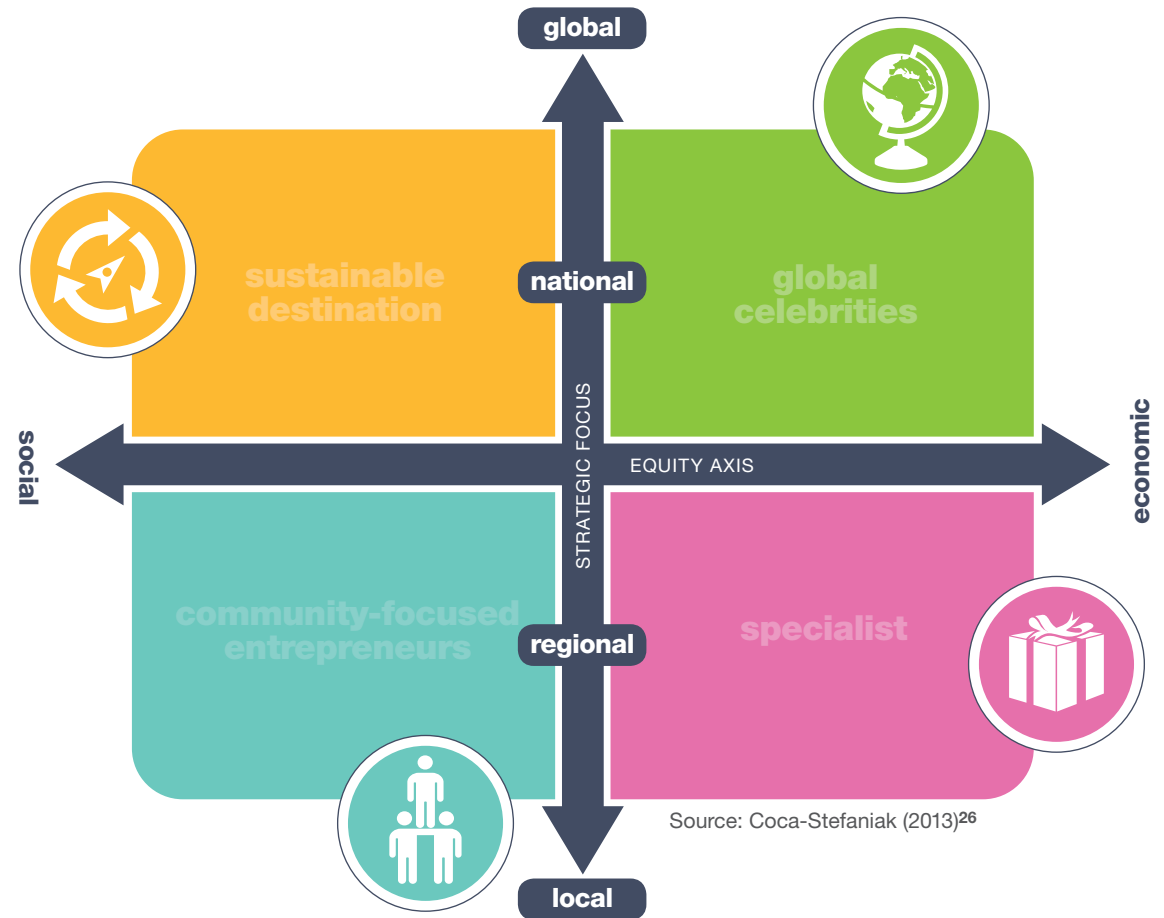 global
sustainable
destination
national
global
celebrities
social
STRATEGIC FOCUS
EQUITY AXIS
economic
community-focused
entrepreneurs
regional
specialist
Source: Coca-Stefaniak (2013)26
local